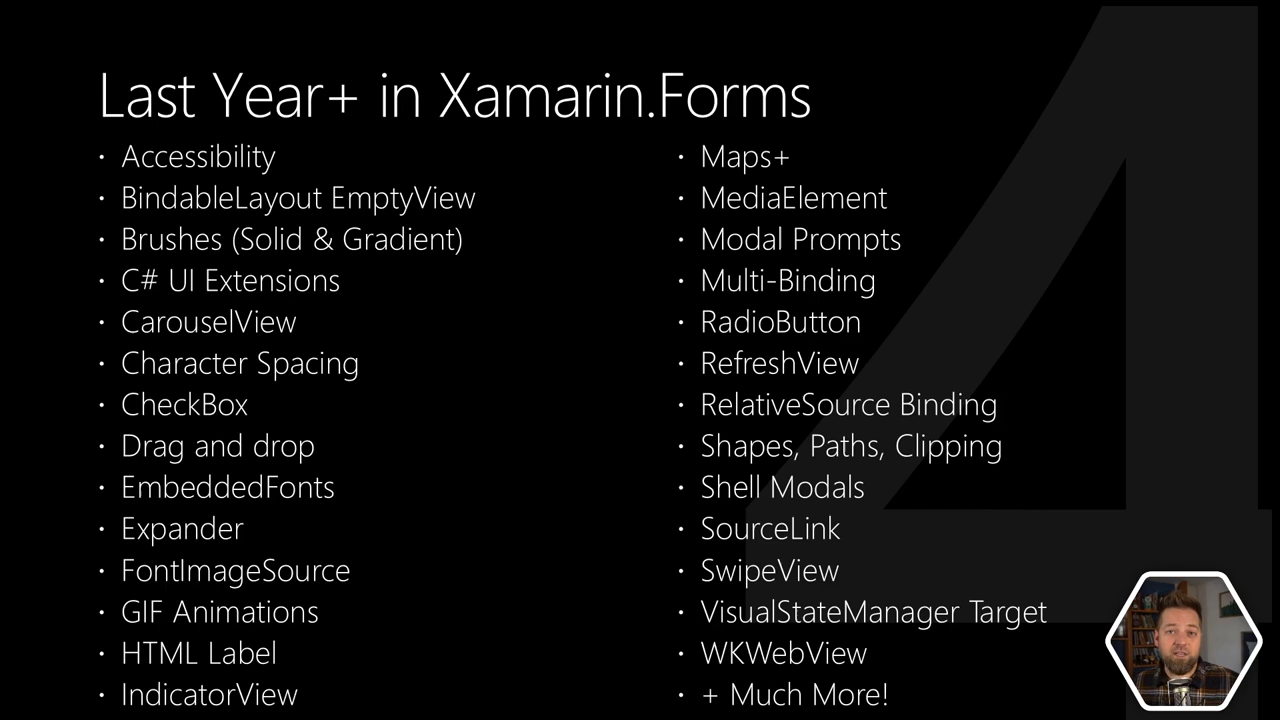 Last Year+ in Xamarin.Forms
· Accessibility
· BindableLayout EmptyView
· Brushes (Solid & Gradient)
· C# UI Extensions
· CarouselView
· Character Spacing
· CheckBox
· Drag and drop
· EmbeddedFonts
· Expander
· FontImageSource
· GIF Animations
· HTML Label
· IndicatorView
· Maps+
· MediaElement
· Modal Prompts
· Multi-Binding
· RadioButton
· RefreshView
· RelativeSource Binding
· Shapes, Paths, Clipping
· Shell Modals
· SourceLink
· SwipeView
· VisualStateManager Target
· WKWebView
· + Much More!
4